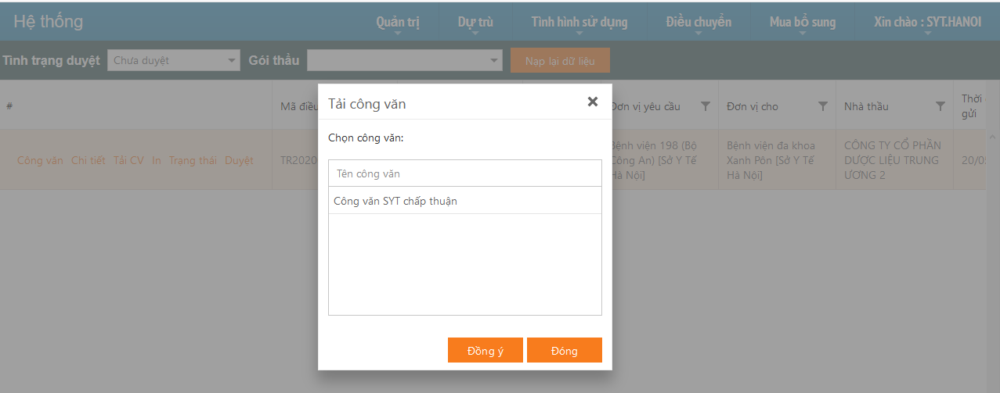 Hệ thống
Quản trị
Dự trù
Tình hình sử dụng
Điều chuyển
Mua bổ sung
Xin chào : SYT.HANOI
Tình trạng duyệt
Chưa duyệt
Gói thầu
Nạp lại dữ liệu
#
Mã điều
Đơn vị yêu cầu
Đơn vị cho
Nhà thầu
Thời
gửi
Công văn Chi tiết Tải CV In Trạng thái Duyệt
TR2020
Bệnh viện 198 (Bộ
Công An) [Sở Y Tế
Hà Nội]
Bệnh viện đa khoa
Xanh Pôn [Sở Y Tế
Hà Nội]
CÔNG TY CỔ PHẦN
DƯỢC LIỆU TRUNG
ƯƠNG 2
Tải công văn
Chọn công văn:
Tên công văn
Công văn SYT chấp thuận
Đồng ý
Đóng